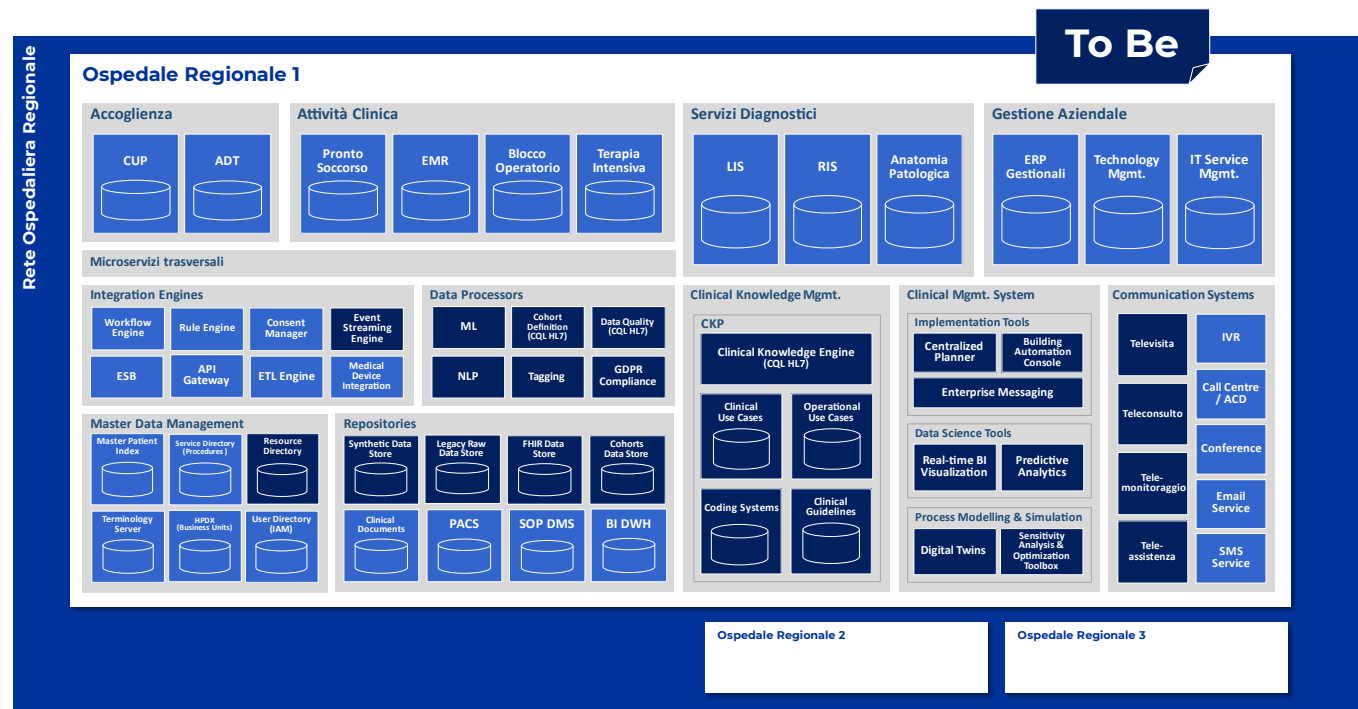 To Be
Rete Ospedaliera Regionale
Ospedale Regionale 1
Accoglienza
CUP
ADT
Attività Clinica
Pronto
Soccorso
EMR
Blocco
Operatorio
Terapia
Intensiva
Servizi Diagnostici
LIS
RIS
Anatomia
Patologica
Gestione Aziendale
ERP
Gestionali
Technology
Mgmt.
IT Service
Mgmt.
Microservizi trasversali
Integration Engines
Workflow
Engine
Rule Engine
Consent
Manager
Event
Streaming
Engine
ESB
API
Gateway
ETL Engine
Medical
Device
Integration
Data Processors
ML
Cohort
Definition
(CQL HL7)
Data Quality
(CQL HL7)
NLP
Tagging
GDPR
Compliance
Master Data Management
Master Patient
Index
Service Directory
(Procedures )
Resource
Directory
Terminology
Server
HPDX
(Business Units)
User Directory
(IAM)
Repositories
Synthetic Data
Store
Legacy Raw
Data Store
FHIR Data
Store
Cohorts
Data Store
Clinical
Documents
PACS
SOP DMS
BI DWH
Clinical Knowledge Mgmt.
CKP
Clinical Knowledge Engine
(CQL HL7)
Clinical
Use Cases
Operational
Use Cases
Coding Systems
Clinical
Guidelines
Clinical Mgmt. System
Implementation Tools
Centralized
Planner
Building
Automation
Console
Enterprise Messaging
Data Science Tools
Real-time BI
Visualization
Predictive
Analytics
Process Modelling & Simulation
Digital Twins
Sensitivity
Analysis &
Optimization
Toolbox
Communication Systems
Televisita
IVR
Teleconsulto
Call Centre
/ ACD
Conference
Tele-
monitoraggio
Email
Service
Tele-
assistenza
SMS
Service
Ospedale Regionale 2
Ospedale Regionale 3